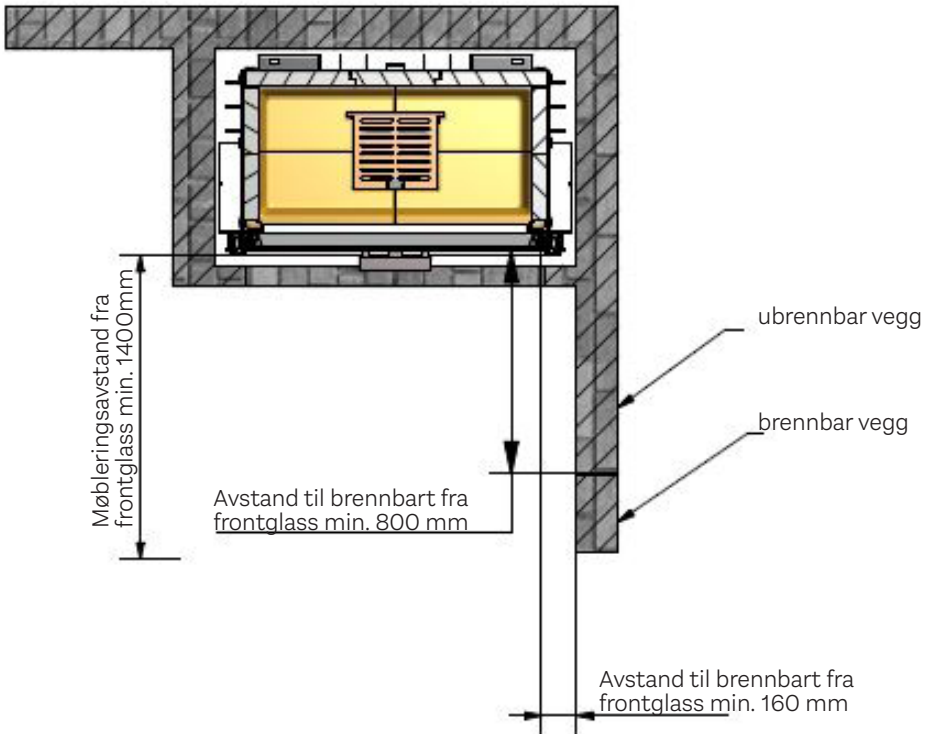 ubrennbar vegg
brennbar vegg
Møbleringsavstand fra
frontglass min. 1400mm
Avstand til brennbart fra
frontglass min. 800 mm
Avstand til brennbart fra
frontglass min. 160 mm